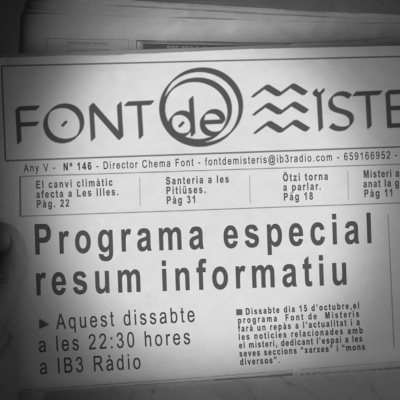 FONT de MISTE
Any V - Nº 146 - Director Chema Font - fontdemisteris@ib3radio.com - 659166952 -
El canvi climàtic
afecta a Les Illes.
Pàg. 22
Santeria a les
Pitiüses.
Pàg 31
Ötzi torna
a parlar.
Pàg 18
Misteri a
anat la g
Pàg 11
Programa especial
resum informatiu
► Aquest dissabte
a les 22:30 hores
a IB3 Ràdio
■ Dissabte dia 15 d'octubre,el
programa Font de Misteris
farà un repàs a l'actualitat i a
les noticies relacionades amb
el misteri, dedicant l'espai a les
seves seccions "xarxes" i "mons
diversos".